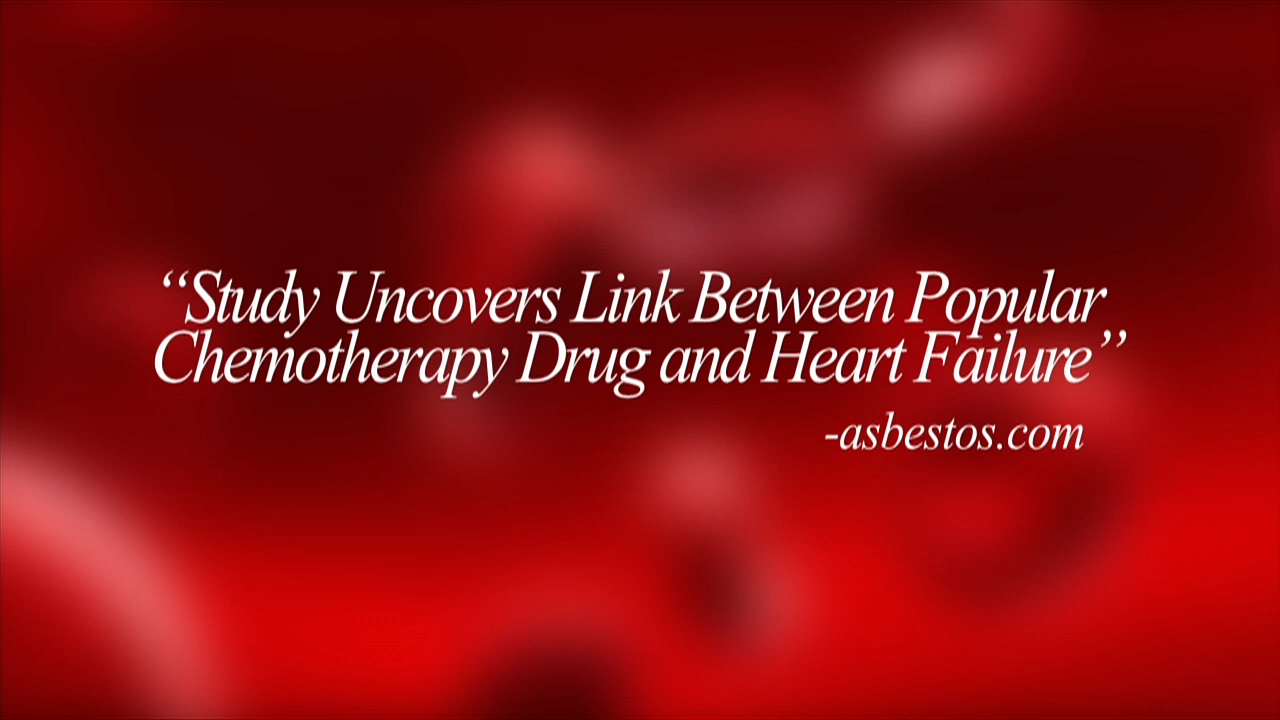 “Study Uncovers Link Between Popular
Chemotherapy Drug and Heart Failure”
-asbestos.com